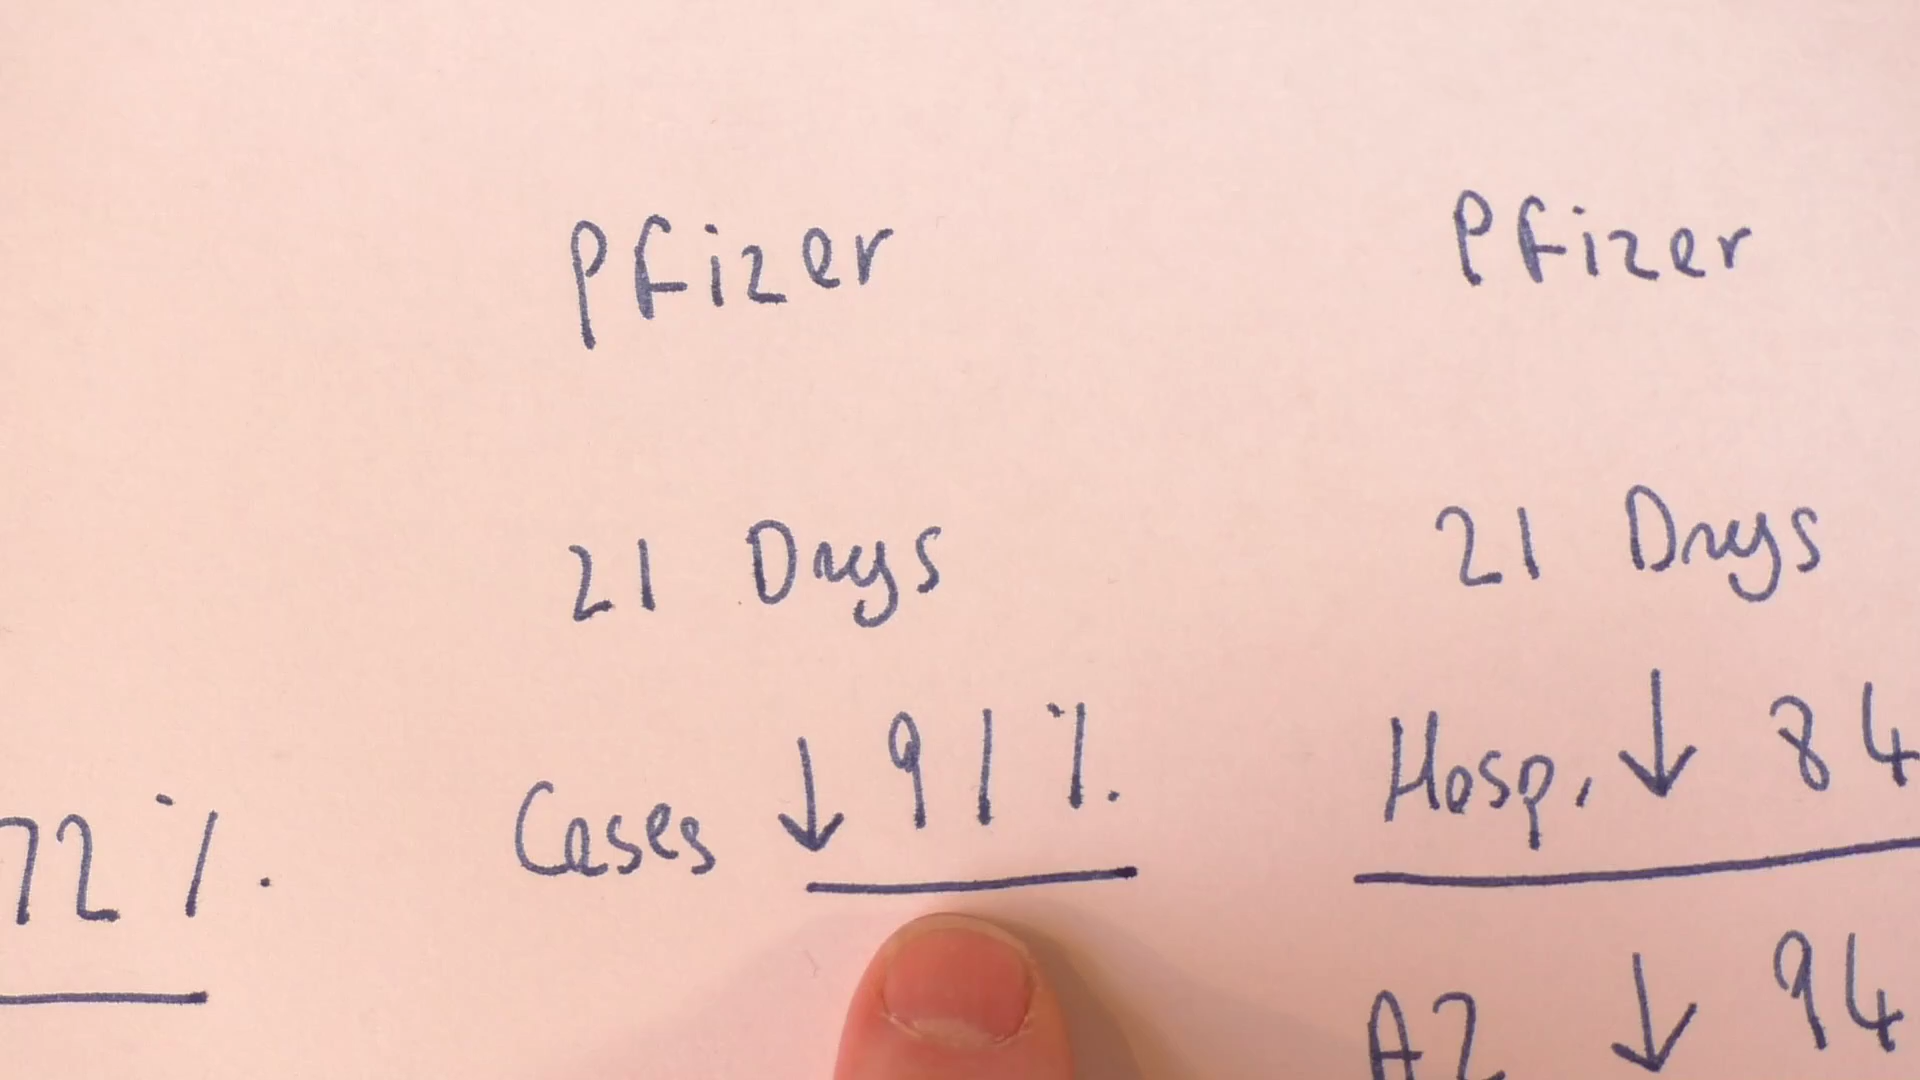 72%.
Pfizer
21 Days
Cases ↓ 91%.
Pfizer
21 Days
Hosp. ↓ 84
AZ ↓ 94